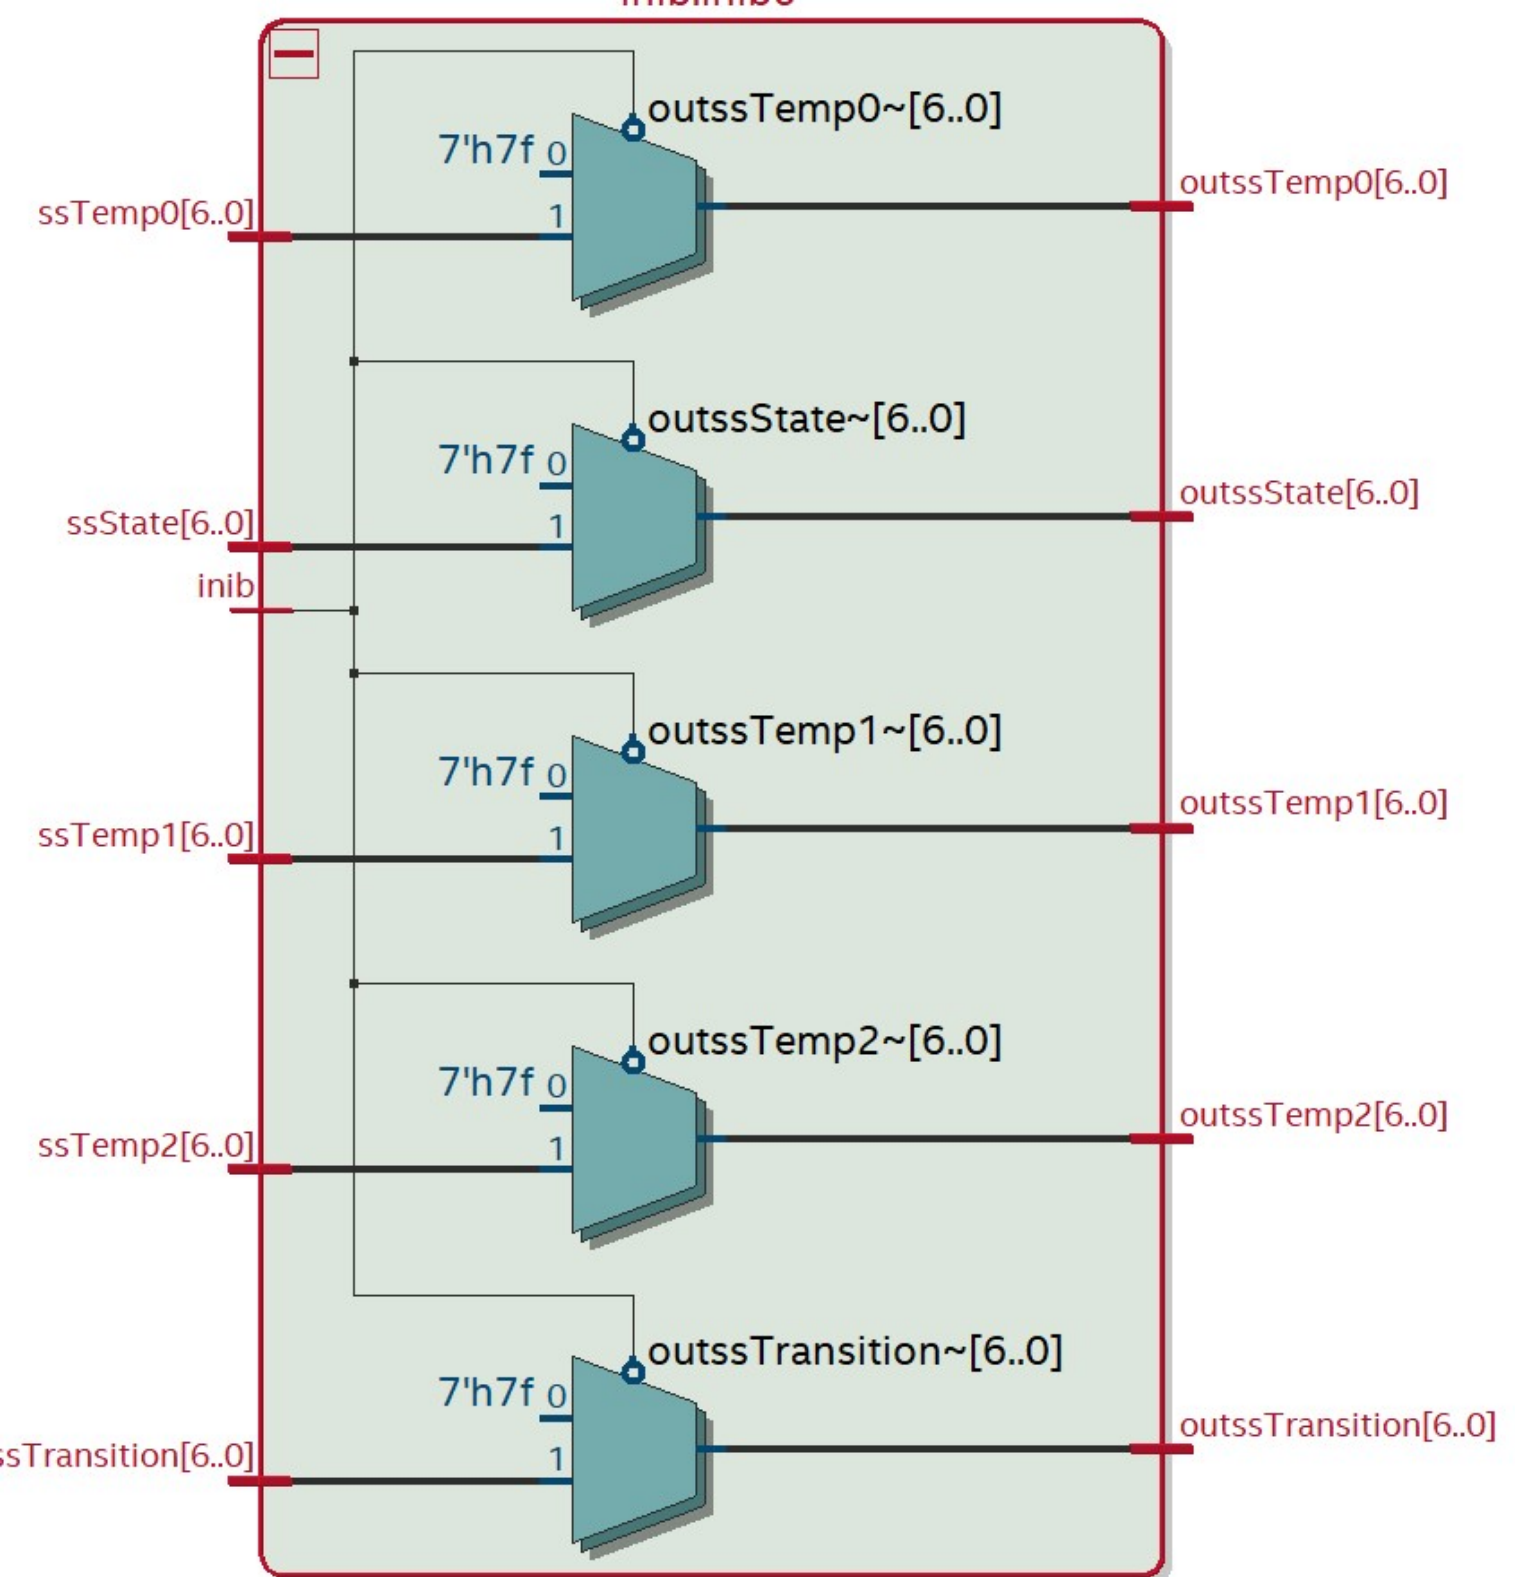 outssTemp0~[6..0]
7'h7f 0
1
ssTemp0[6..0]
outssTemp0[6..0]
outssState~[6..0]
7'h7f 0
1
ssState[6..0]
outssState[6..0]
inib
outssTemp1~[6..0]
7'h7f 0
1
ssTemp1[6..0]
outssTemp1[6..0]
outssTemp2~[6..0]
7'h7f 0
1
ssTemp2[6..0]
outssTemp2[6..0]
outssTransition~[6..0]
7'h7f 0
1
ssTransition[6..0]
outssTransition[6..0]